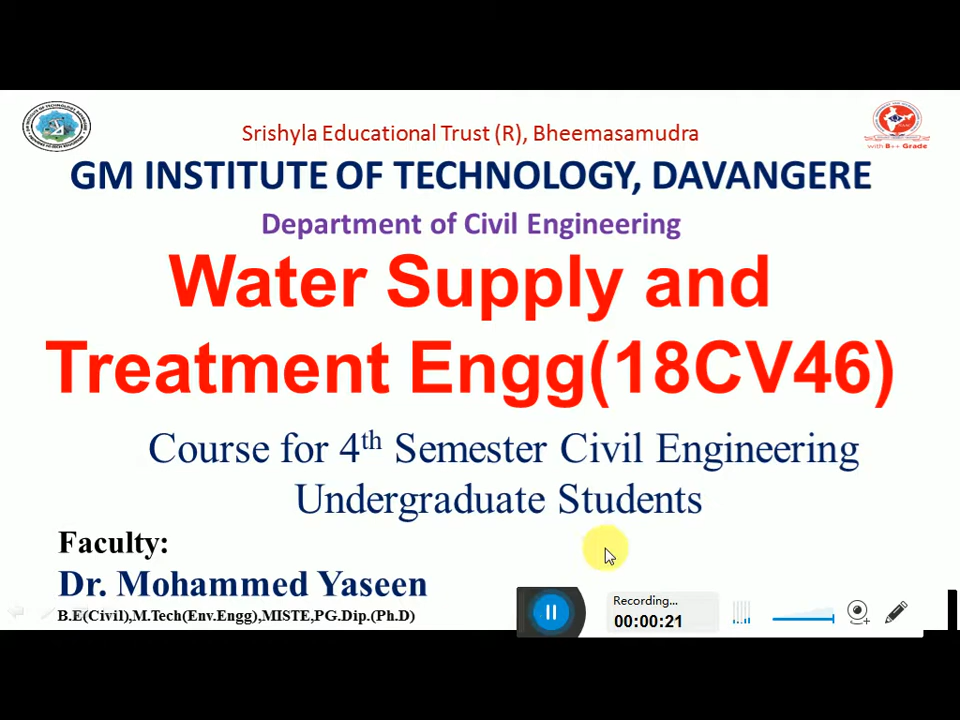 Srishyla Educational Trust (R), Bheemasamudra
GM INSTITUTE OF TECHNOLOGY, DAVANGERE
with B++ Grade
Department of Civil Engineering
Water Supply and
Treatment Engg(18CV46)
Course for 4th Semester Civil Engineering
Undergraduate Students
Faculty:
Dr. Mohammed Yaseen
B.E(Civil),M.Tech(Env.Engg),MISTE,PG.Dip.(Ph.D)
Recording...
00:00:21